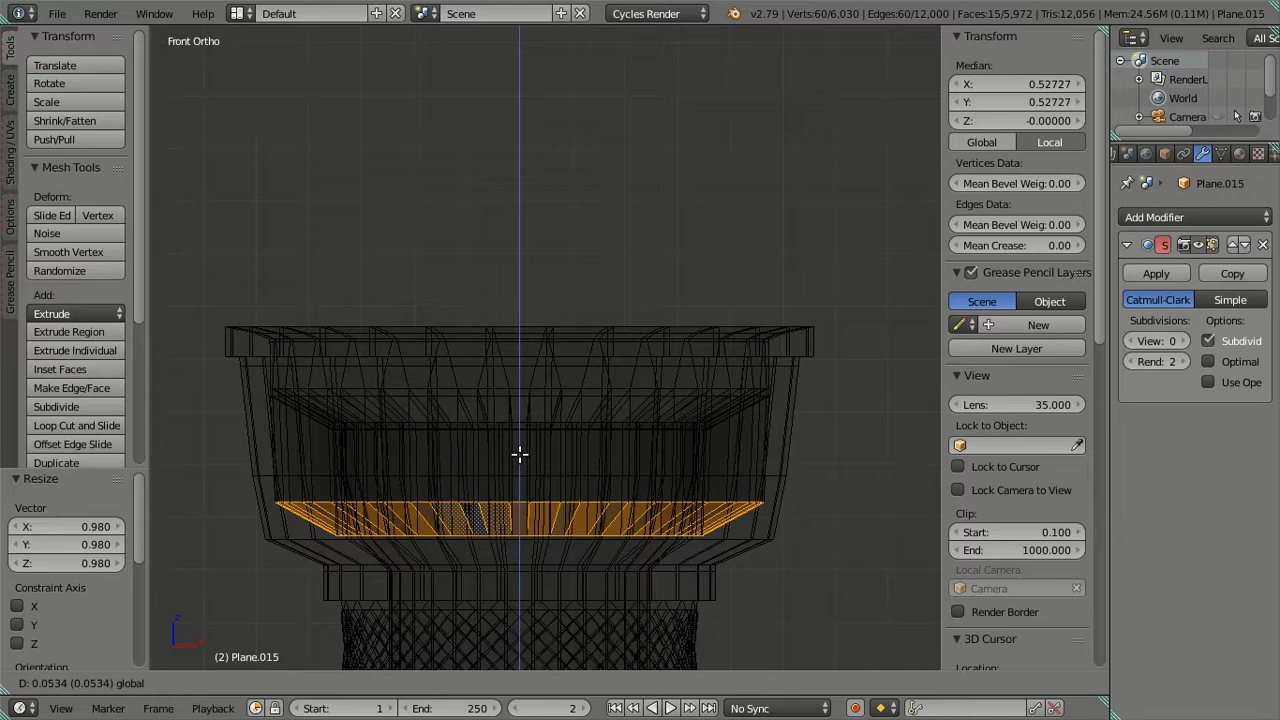 File Render Window Help Default Scene Cycles Render v2.79 | Verts:60/6,030 | Edges:60/12,000 | Faces:15/5,972 | Tris:12,056 | Mem:24.56M (0.11M) | Plane.015
Tools
Create
Shading / UVs
Options
Grease Pencil
Transform
Translate
Rotate
Scale
Shrink/Fatten
Push/Pull
Mesh Tools
Deform:
Slide Ed Vertex
Noise
Smooth Vertex
Randomize
Add:
Extrude
Extrude Region
Extrude Individual
Inset Faces
Make Edge/Face
Subdivide
Loop Cut and Slide
Offset Edge Slide
Duplicate
Resize
Vector
X: 0.980
Y: 0.980
Z: 0.980
Constraint Axis
X
Y
Z
Orientation
Front Ortho
(2) Plane.015
D: 0.0534 (0.0534) global
Transform
Median:
X: 0.52727
Y: 0.52727
Z: -0.00000
Global Local
Vertices Data:
Mean Bevel Weig: 0.00
Edges Data:
Mean Bevel Weig: 0.00
Mean Crease: 0.00
Grease Pencil Layers
Scene Object
New
New Layer
View
Lens: 35.000
Lock to Object:
Lock to Cursor
Lock Camera to View
Clip:
Start: 0.100
End: 1000.000
Local Camera:
Camera
Render Border
3D Cursor
Location:
View Search All Sc
Scene
RenderL
World
Camera
Plane.015
Add Modifier
S
Apply Copy
Catmull-Clark Simple
Subdivisions: Options:
View: 0 Subdivid
Rend: 2 Optimal
Use Ope
View Marker Frame Playback Start: 1 End: 250 2 No Sync